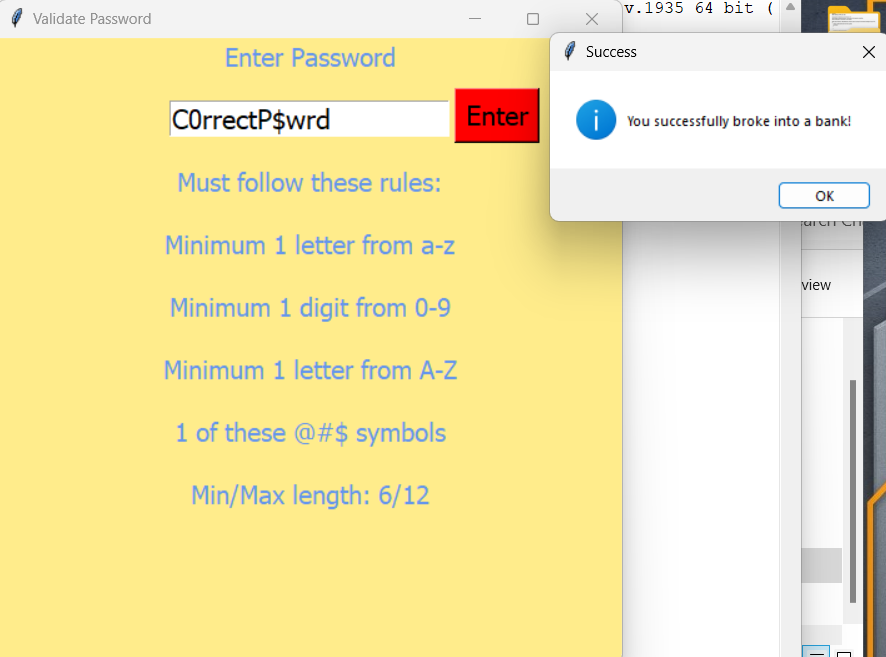 Validate Password
v.1935 64 bit (
Enter Password
C0rrectP$wrd
Enter
Must follow these rules:
Minimum 1 letter from a-z
Minimum 1 digit from 0-9
Minimum 1 letter from A-Z
1 of these @#$ symbols
Min/Max length: 6/12
Success
You successfully broke into a bank!
OK
view